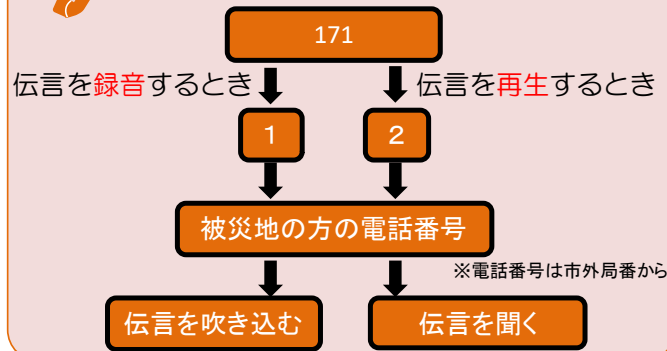 171
伝言を録音するとき 伝言を再生するとき
1 2
被災地の方の電話番号
※電話番号は市外局番から
伝言を吹き込む 伝言を聞く